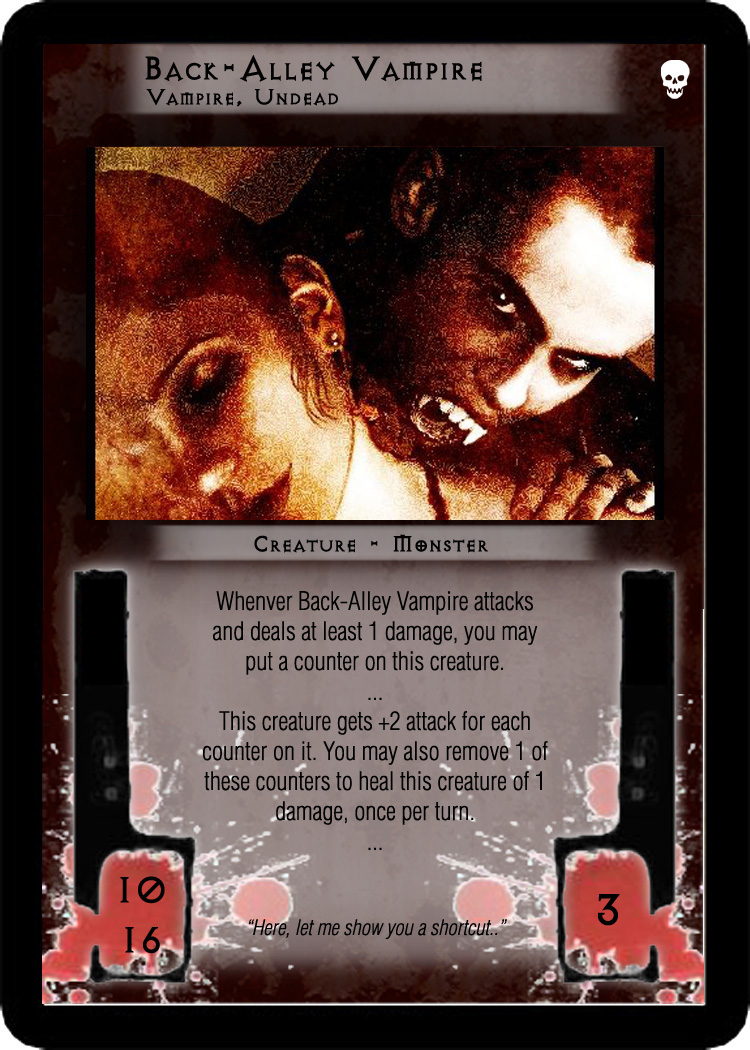 Back-Alley Vampire
Vampire, Undead
Creature - Monster
Whenver Back-Alley Vampire attacks
and deals at least 1 damage, you may
put a counter on this creature.
...
This creature gets +2 attack for each
counter on it. You may also remove 1 of
these counters to heal this creature of 1
damage, once per turn.
...
"Here, let me show you a shortcut.."
10
16
3